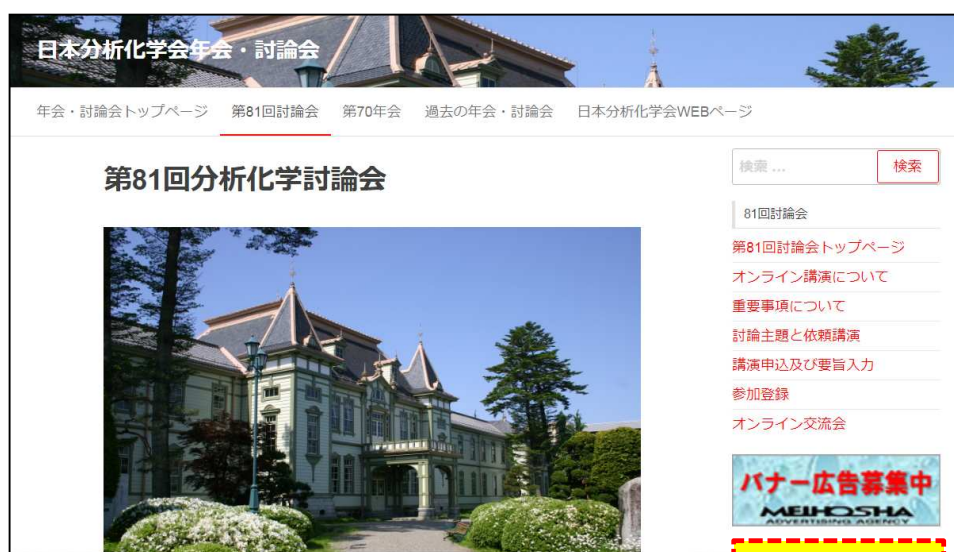 日本分析化学会年会・討論会
年会・討論会トップページ 第81回討論会 第70年会 過去の年会・討論会 日本分析化学会WEBページ
第81回分析化学討論会
検索 ...
検索
81回討論会
第81回討論会トップページ
オンライン講演について
重要事項について
討論主題と依頼講演
講演申込及び要旨入力
参加登録
オンライン交流会
バナー広告募集中
MEIHOSHA
ADVERTISING AGENCY